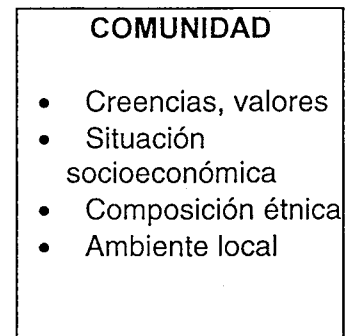 COMUNIDAD
• Creencias, valores
• Situación
socioeconómica
• Composición étnica
• Ambiente local